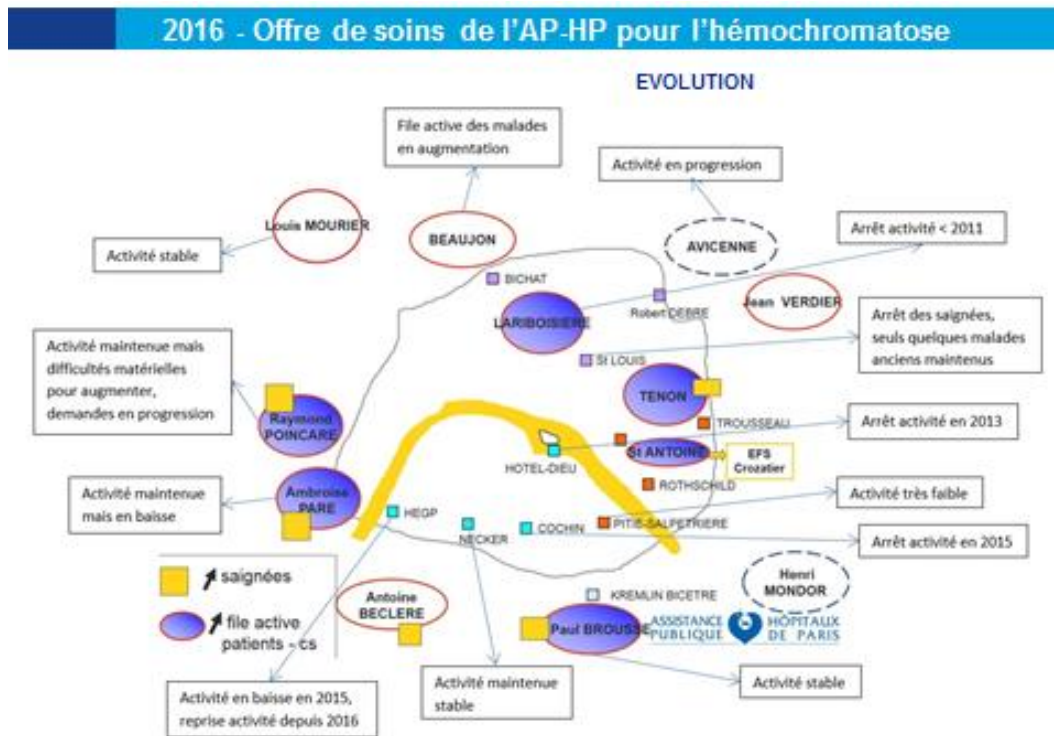 2016 - Offre de soins de l'AP-HP pour l'hémochromatose
EVOLUTION
File active des malades
en augmentation
Activité en progression
Louis MOURIER
BEAUJON
AVICENNE
Arrêt activité < 2011
Activité stable
BICHAT
Jean VERDIER
LARIBOISIERE
Robert DEBRE
Arrêt des saignées,
seuls quelques malades
anciens maintenus
Activité maintenue mais
difficultés matérielles
pour augmenter,
demandes en progression
St LOUIS
TENON
Raymond
POINCARE
TROUSSEAU
Arrêt activité en 2013
St ANTOINE
EFS
Crozatier
HOTEL-DIEU
ROTHSCHILD
Activité maintenue
mais en baisse
Ambroise
PARE
Activité très faible
HEGP
NECKER
COCHIN
PITIE-SALPETRIERE
Arrêt activité en 2015
saignées
Henri
MONDOR
Antoine
BECLERE
KREMLIN BICETRE
file active
patients - cs
Paul BROUSSE
ASSISTANCE
PUBLIQUE
HÔPITAUX
DE PARIS
Activité en baisse en 2015,
reprise activité depuis 2016
Activité maintenue
stable
Activité stable